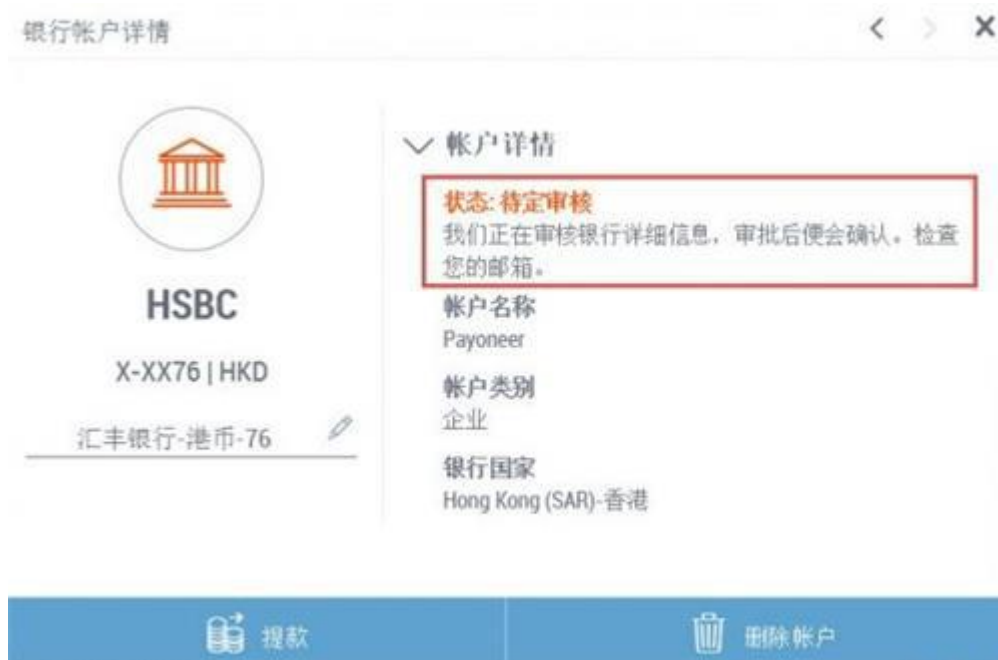 银行帐户详情
HSBC
X-XX76 | HKD
汇丰银行-港币-76
帐户详情
状态: 待定审核
我们正在审核银行详细信息，审批后便会确认。检查
您的邮箱。
帐户名称
Payoneer
帐户类别
企业
银行国家
Hong Kong (SAR)-香港
提款
删除帐户